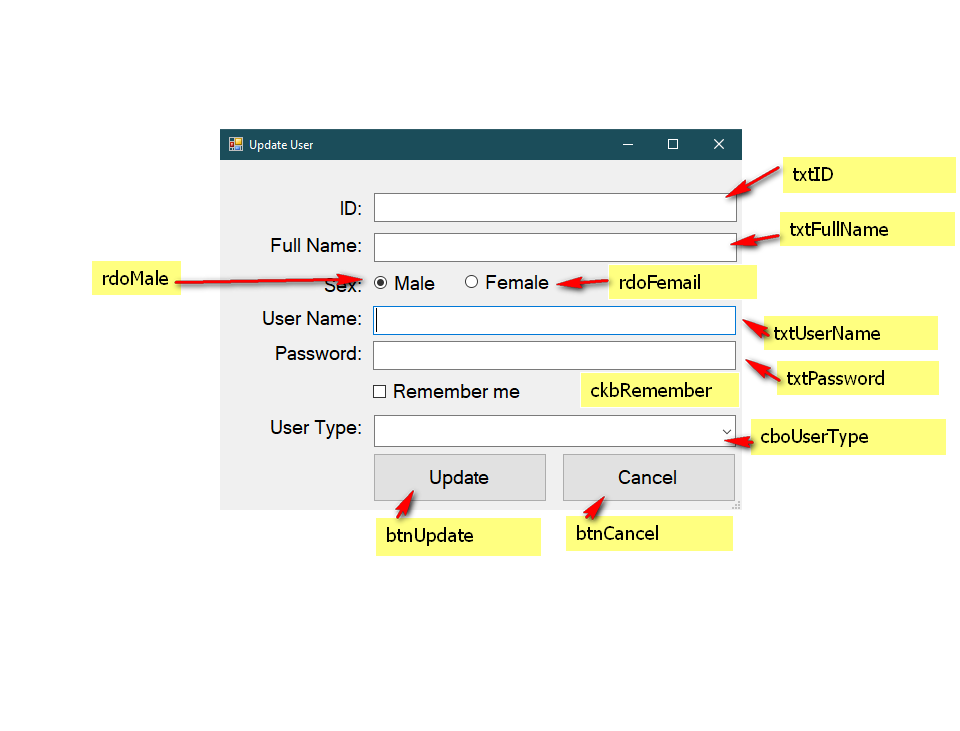 Update User
txtID
ID:
txtFullName
Full Name:
rdoMale
Sex:
Male
Female
rdoFemail
User Name:
txtUserName
Password:
txtPassword
Remember me
ckbRemember
User Type:
cboUserType
Update
Cancel
btnUpdate
btnCancel